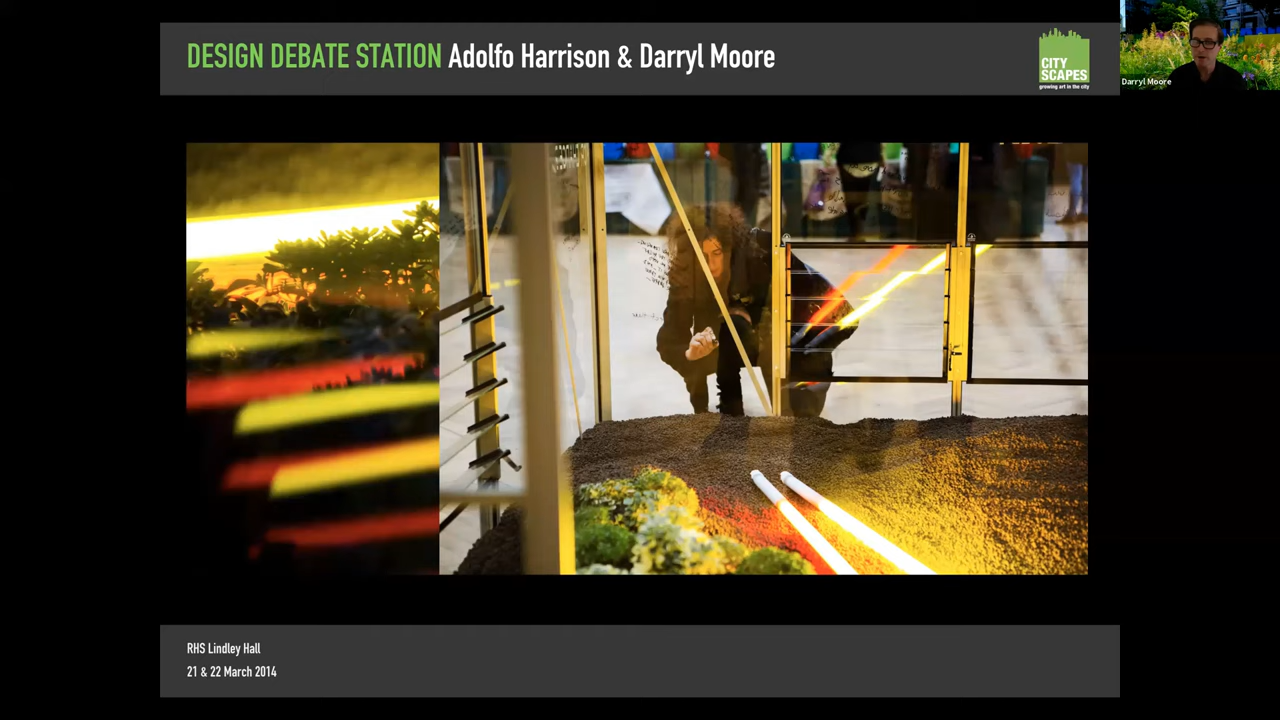 DESIGN DEBATE STATION Adolfo Harrison & Darryl Moore
CITY
SCAPES
growing art in the city
Darryl Moore
RHS Lindley Hall
21 & 22 March 2014